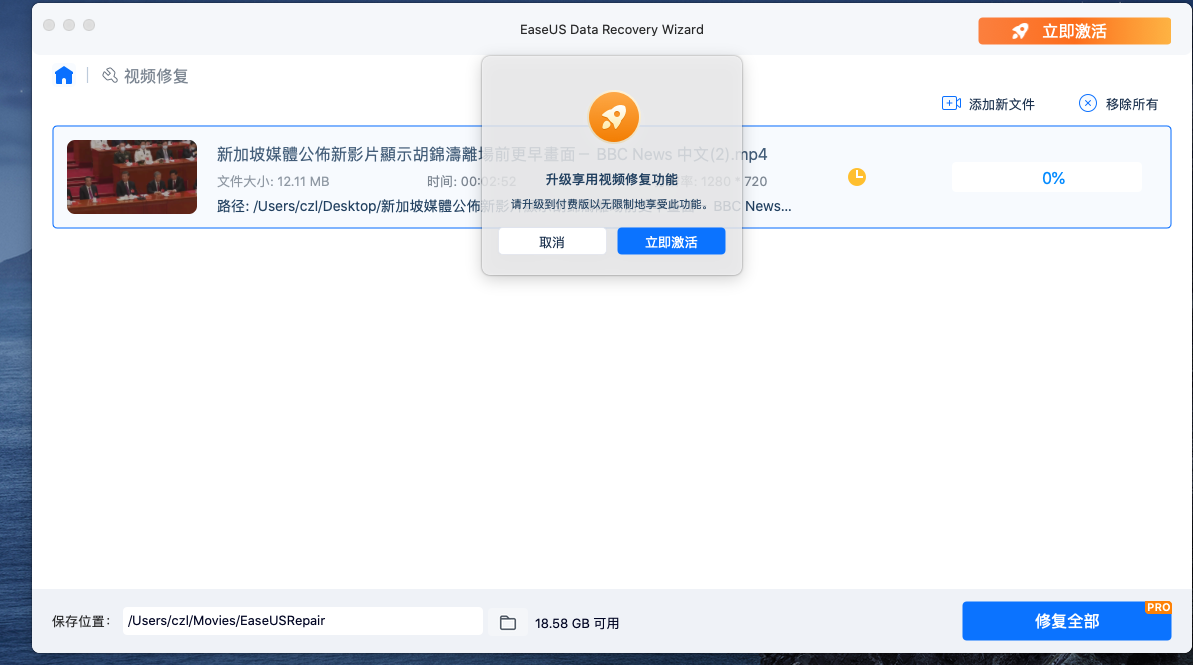 EaseUS Data Recovery Wizard
立即激活
视频修复
添加新文件
移除所有
新加坡媒體公佈新影片顯示胡錦濤離場前更早畫面 – BBC News 中文(2).mp4
文件大小: 12.11 MB
时间: 00:02:52
率: 1280 * 720
路径: /Users/czl/Desktop/新加坡媒體公佈新影片顯示胡錦濤離場前更早畫面 – BBC News...
0%
升级享用视频修复功能
请升级到付费版以无限制地享受此功能。
取消
立即激活
保存位置:
/Users/czl/Movies/EaseUSRepair
18.58 GB 可用
修复全部
PRO